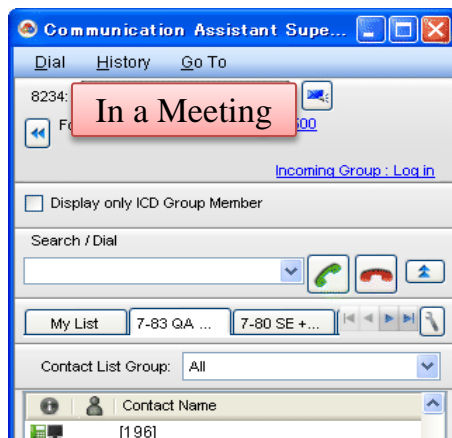 Communication Assistant Supe...
Dial History Go To
8234:
In a Meeting
Fo
500
Incoming Group : Log in
Display only ICD Group Member
Search / Dial
My List 7-83 QA ... 7-80 SE +...
Contact List Group: All
Contact Name
[196]